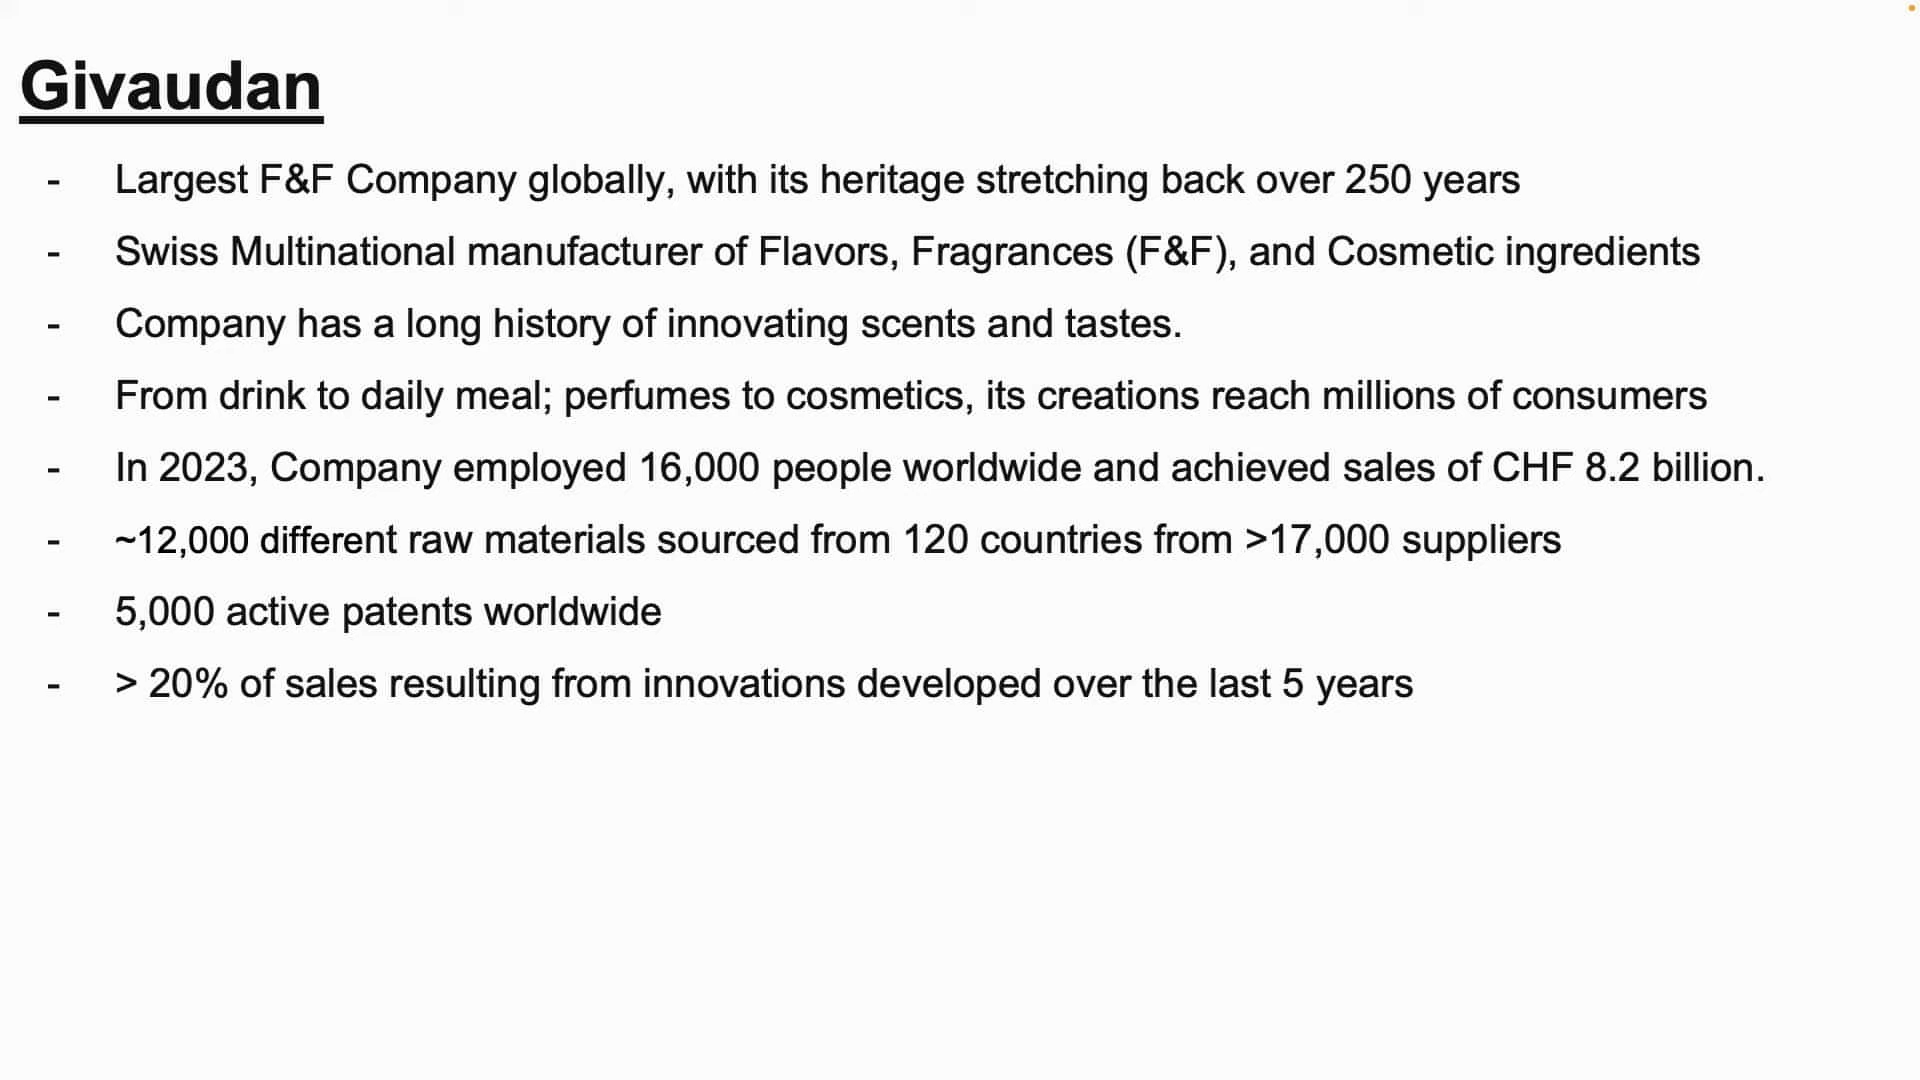 Givaudan
- Largest F&F Company globally, with its heritage stretching back over 250 years
- Swiss Multinational manufacturer of Flavors, Fragrances (F&F), and Cosmetic ingredients
- Company has a long history of innovating scents and tastes.
- From drink to daily meal; perfumes to cosmetics, its creations reach millions of consumers
- In 2023, Company employed 16,000 people worldwide and achieved sales of CHF 8.2 billion.
- ~12,000 different raw materials sourced from 120 countries from >17,000 suppliers
- 5,000 active patents worldwide
- > 20% of sales resulting from innovations developed over the last 5 years